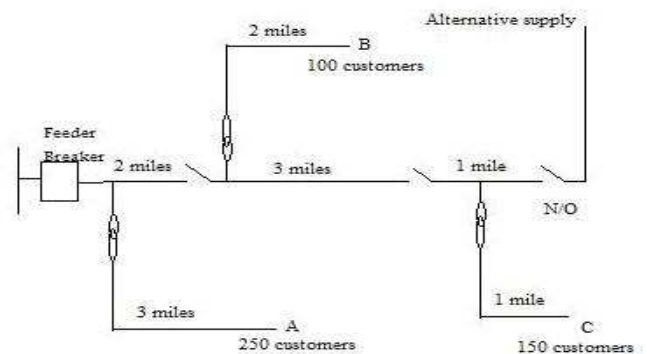 Alternative supply
2 miles
B
100 customers
Feeder
Breaker
2 miles
3 miles
1 mile
N/O
3 miles
A
250 customers
1 mile
C
150 customers